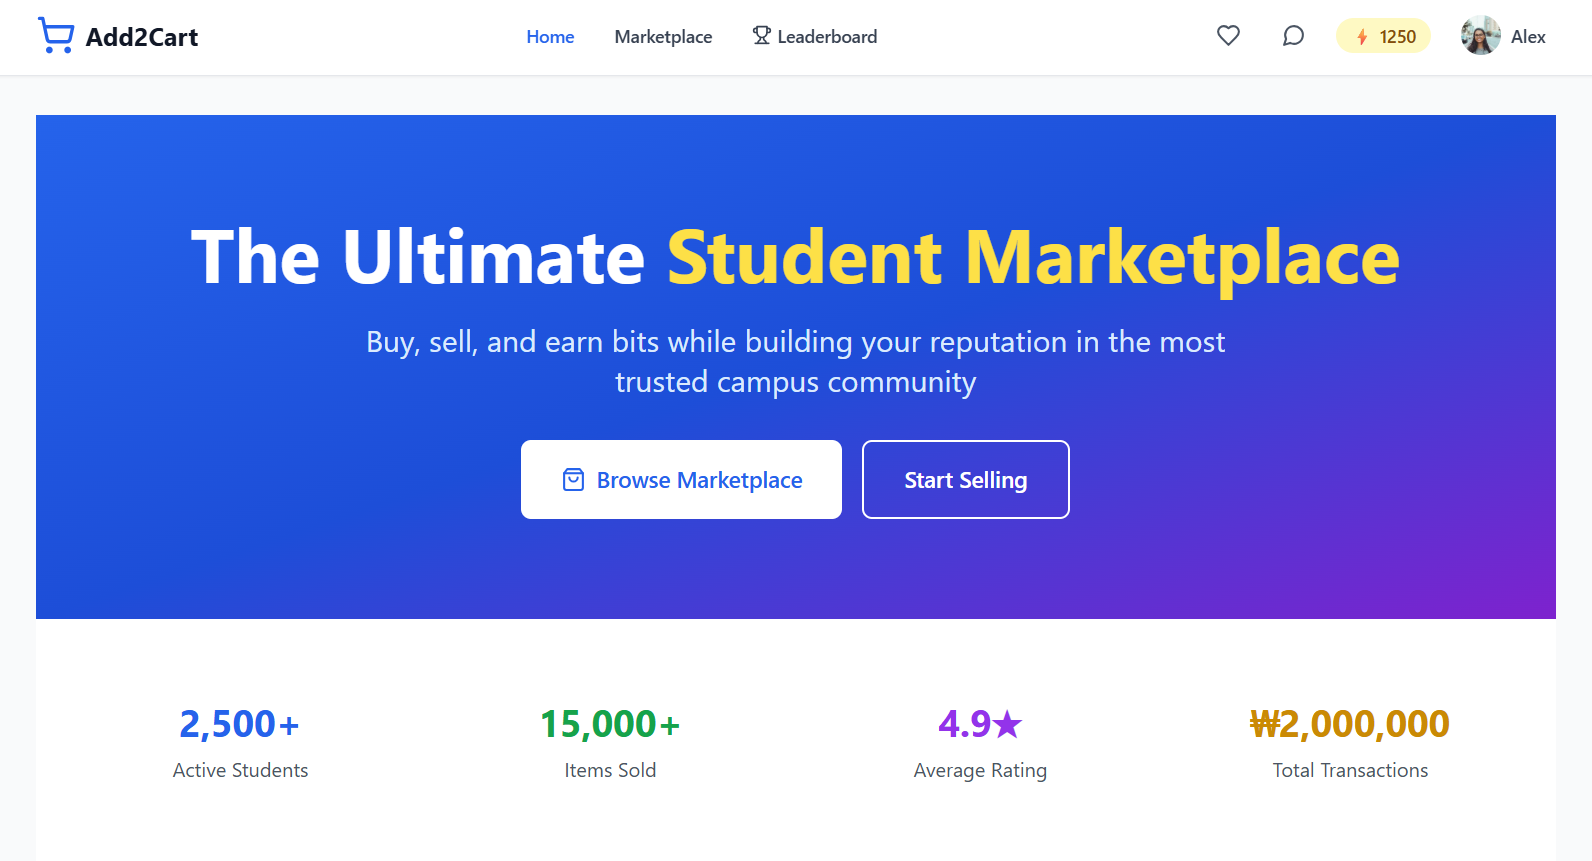 Add2Cart
Home
Marketplace
Leaderboard
1250
Alex
The Ultimate Student Marketplace
Buy, sell, and earn bits while building your reputation in the most
trusted campus community
Browse Marketplace
Start Selling
2,500+
Active Students
15,000+
Items Sold
4.9★
Average Rating
₩2,000,000
Total Transactions